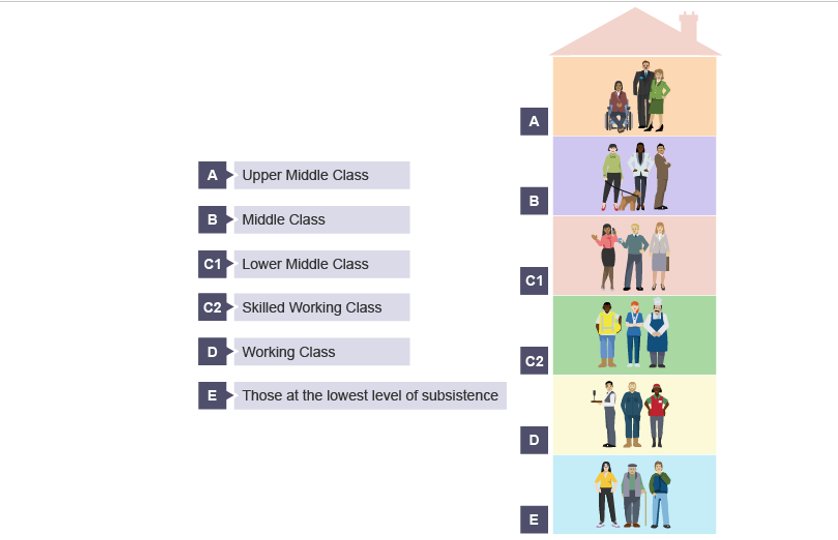 A Upper Middle Class
B Middle Class
C1 Lower Middle Class
C2 Skilled Working Class
D Working Class
E Those at the lowest level of subsistence
A
B
C1
C2
D
E